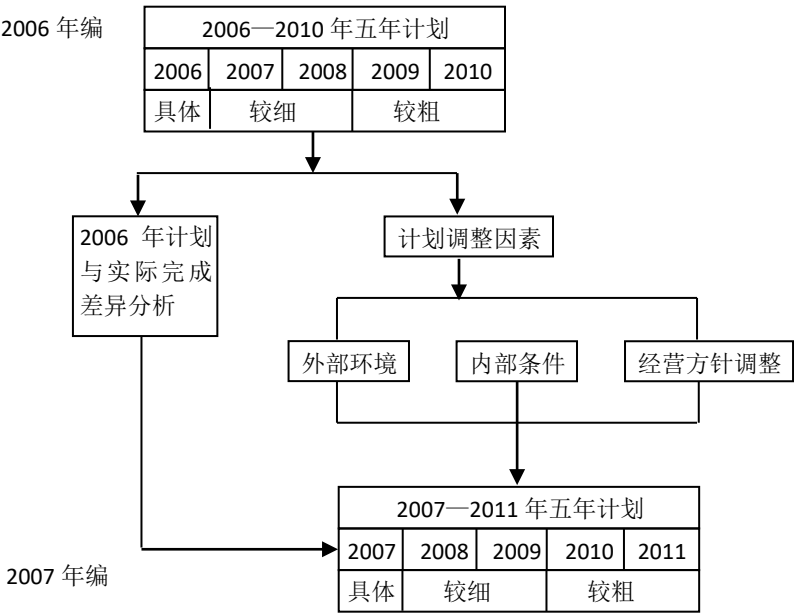 2006 年编
2006—2010 年五年计划
2006 2007 2008 2009 2010
具体 较细 较粗
2006 年计划
与实际完成
差异分析
计划调整因素
外部环境 内部条件 经营方针调整
2007—2011 年五年计划
2007 2008 2009 2010 2011
2007 年编
具体 较细 较粗